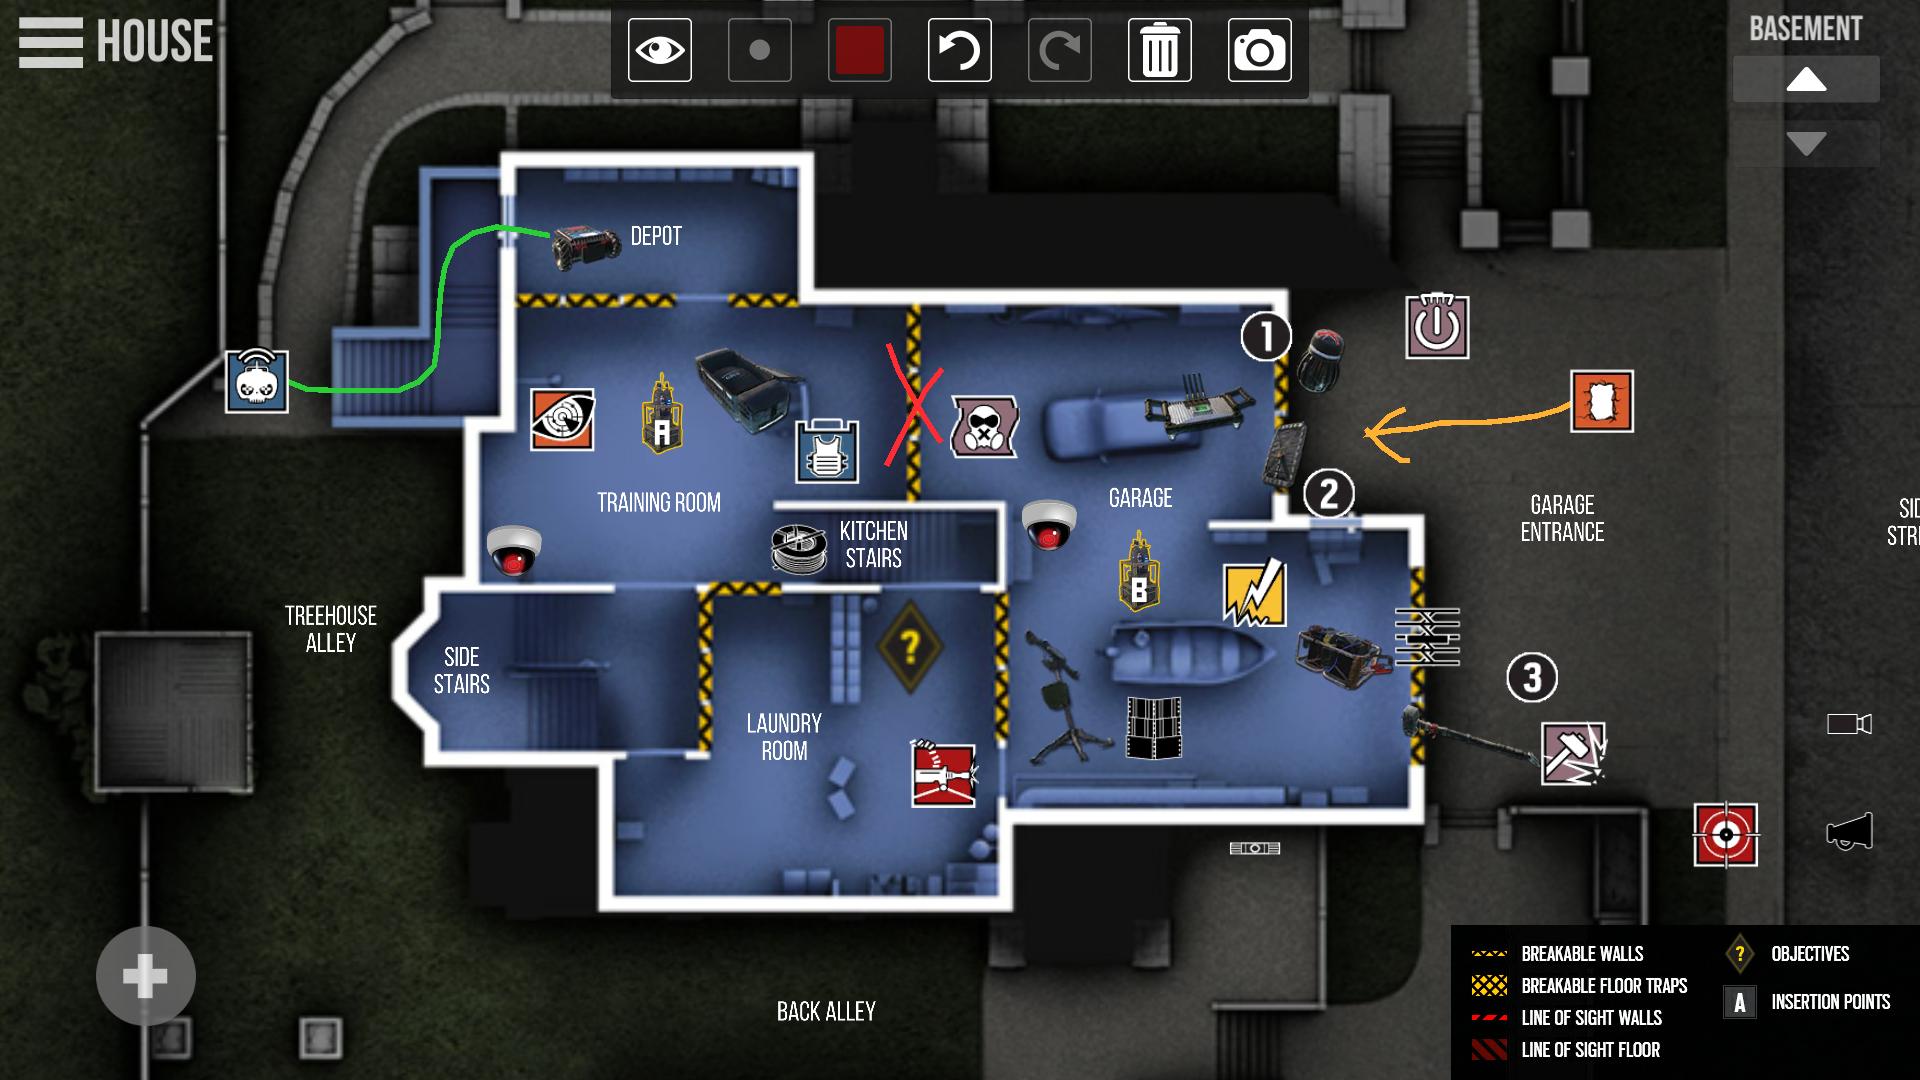 HOUSE
BASEMENT
DEPOT
1
A
TRAINING ROOM
GARAGE
2
GARAGE
ENTRANCE
KITCHEN
STAIRS
B
TREEHOUSE
ALLEY
SIDE
STAIRS
?
3
LAUNDRY
ROOM
BACK ALLEY
BREAKABLE WALLS
BREAKABLE FLOOR TRAPS
LINE OF SIGHT WALLS
LINE OF SIGHT FLOOR
? OBJECTIVES
A INSERTION POINTS